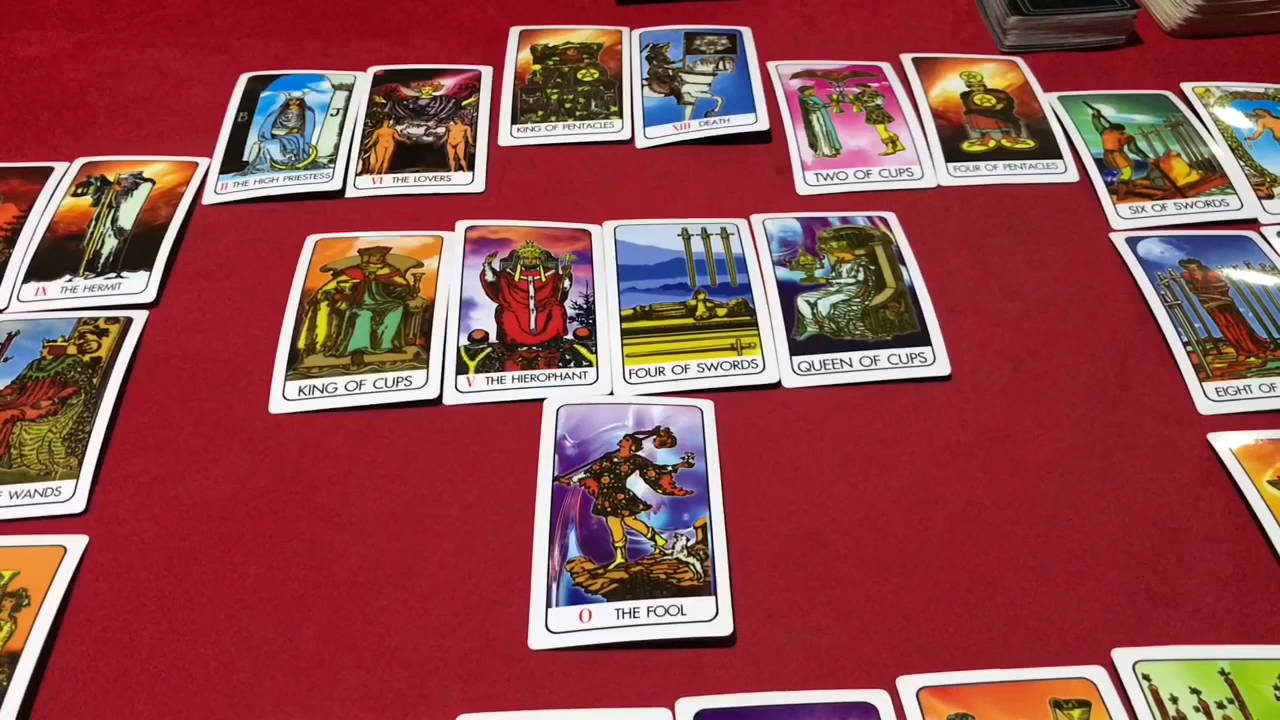 KING OF PENTACLES
XIII DEATH
II THE HIGH PRIESTESS
VI THE LOVERS
TWO OF CUPS
FOUR OF PENTACLES
SIX OF SWORDS
B
J
IX THE HERMIT
KING OF CUPS
V THE HIEROPHANT
FOUR OF SWORDS
QUEEN OF CUPS
EIGHT OF
WANDS
0 THE FOOL